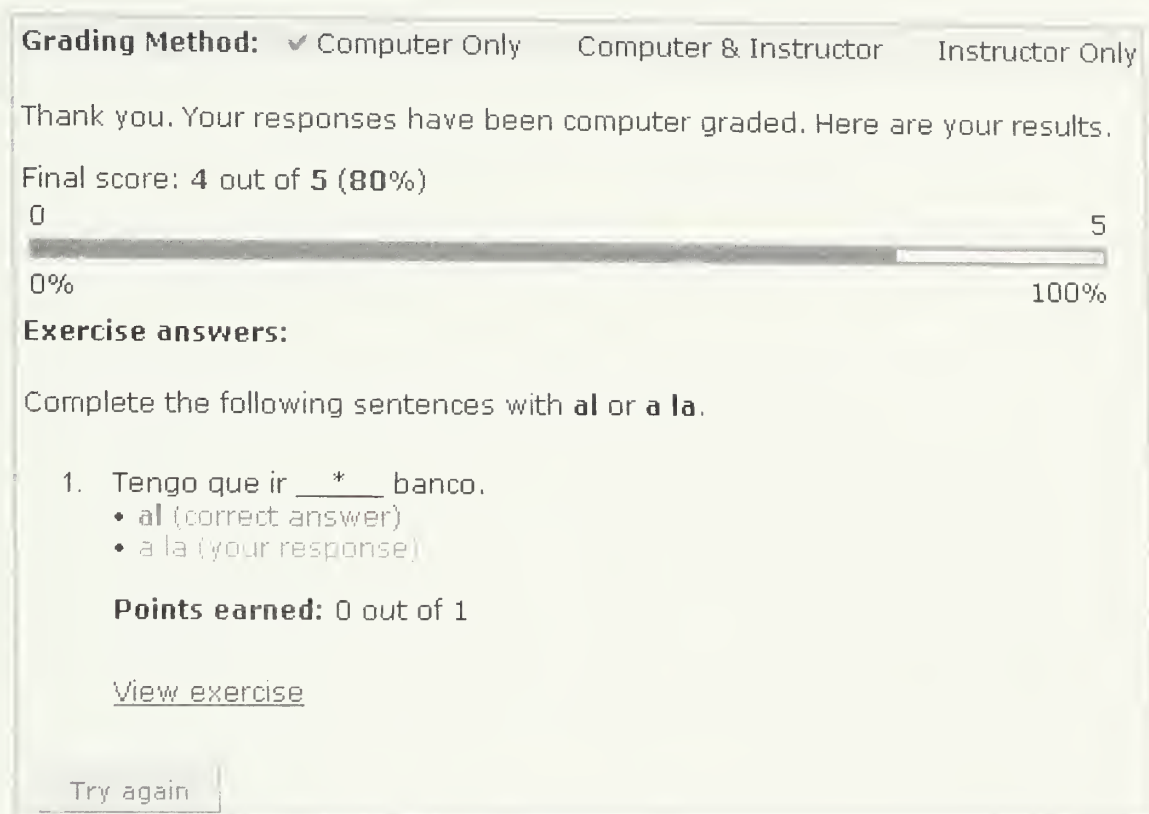 Grading Method: ✔ Computer Only Computer & Instructor Instructor Only
Thank you. Your responses have been computer graded. Here are your results.
Final score: 4 out of 5 (80%)
0 5
0% 100%
Exercise answers:
Complete the following sentences with al or a la.
1. Tengo que ir __*__ banco.
• al (correct answer)
• a la (your response)
Points earned: 0 out of 1
View exercise
Try again